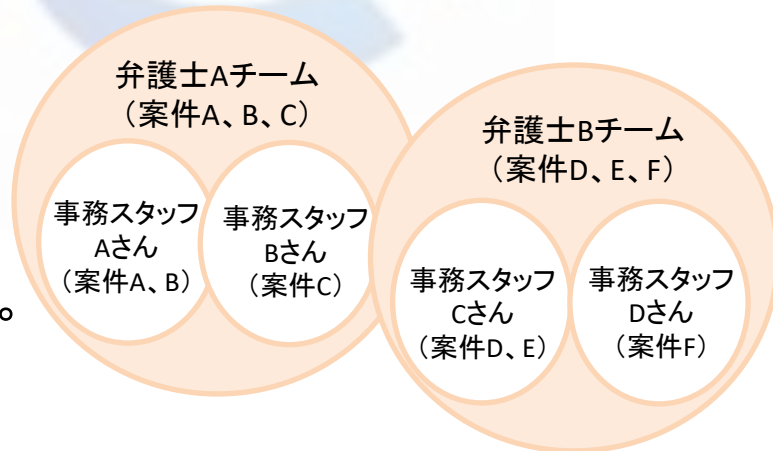 弁護士Aチーム
（案件A、B、C）
事務スタッフ
Aさん
（案件A、B）
事務スタッフ
Bさん
（案件C）
弁護士Bチーム
（案件D、E、F）
事務スタッフ
Cさん
（案件D、E）
事務スタッフ
Dさん
（案件F）
。